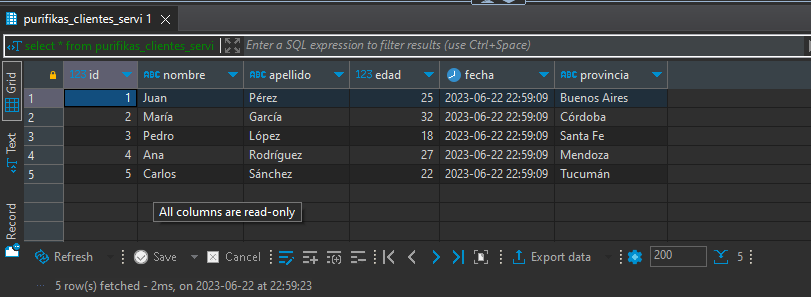 purifikas_clientes_servi 1
select * from purifikas_clientes_servi Enter a SQL expression to filter results (use Ctrl+Space)
Grid
Text
Record
123 id ABC nombre ABC apellido 123 edad fecha ABC provincia
1 1 Juan Pérez 25 2023-06-22 22:59:09 Buenos Aires
2 2 María García 32 2023-06-22 22:59:09 Córdoba
3 3 Pedro López 18 2023-06-22 22:59:09 Santa Fe
4 4 Ana Rodríguez 27 2023-06-22 22:59:09 Mendoza
5 5 Carlos Sánchez 22 2023-06-22 22:59:09 Tucumán
All columns are read-only
Refresh Save Cancel Export data 200 5
5 row(s) fetched - 2ms, on 2023-06-22 at 22:59:23